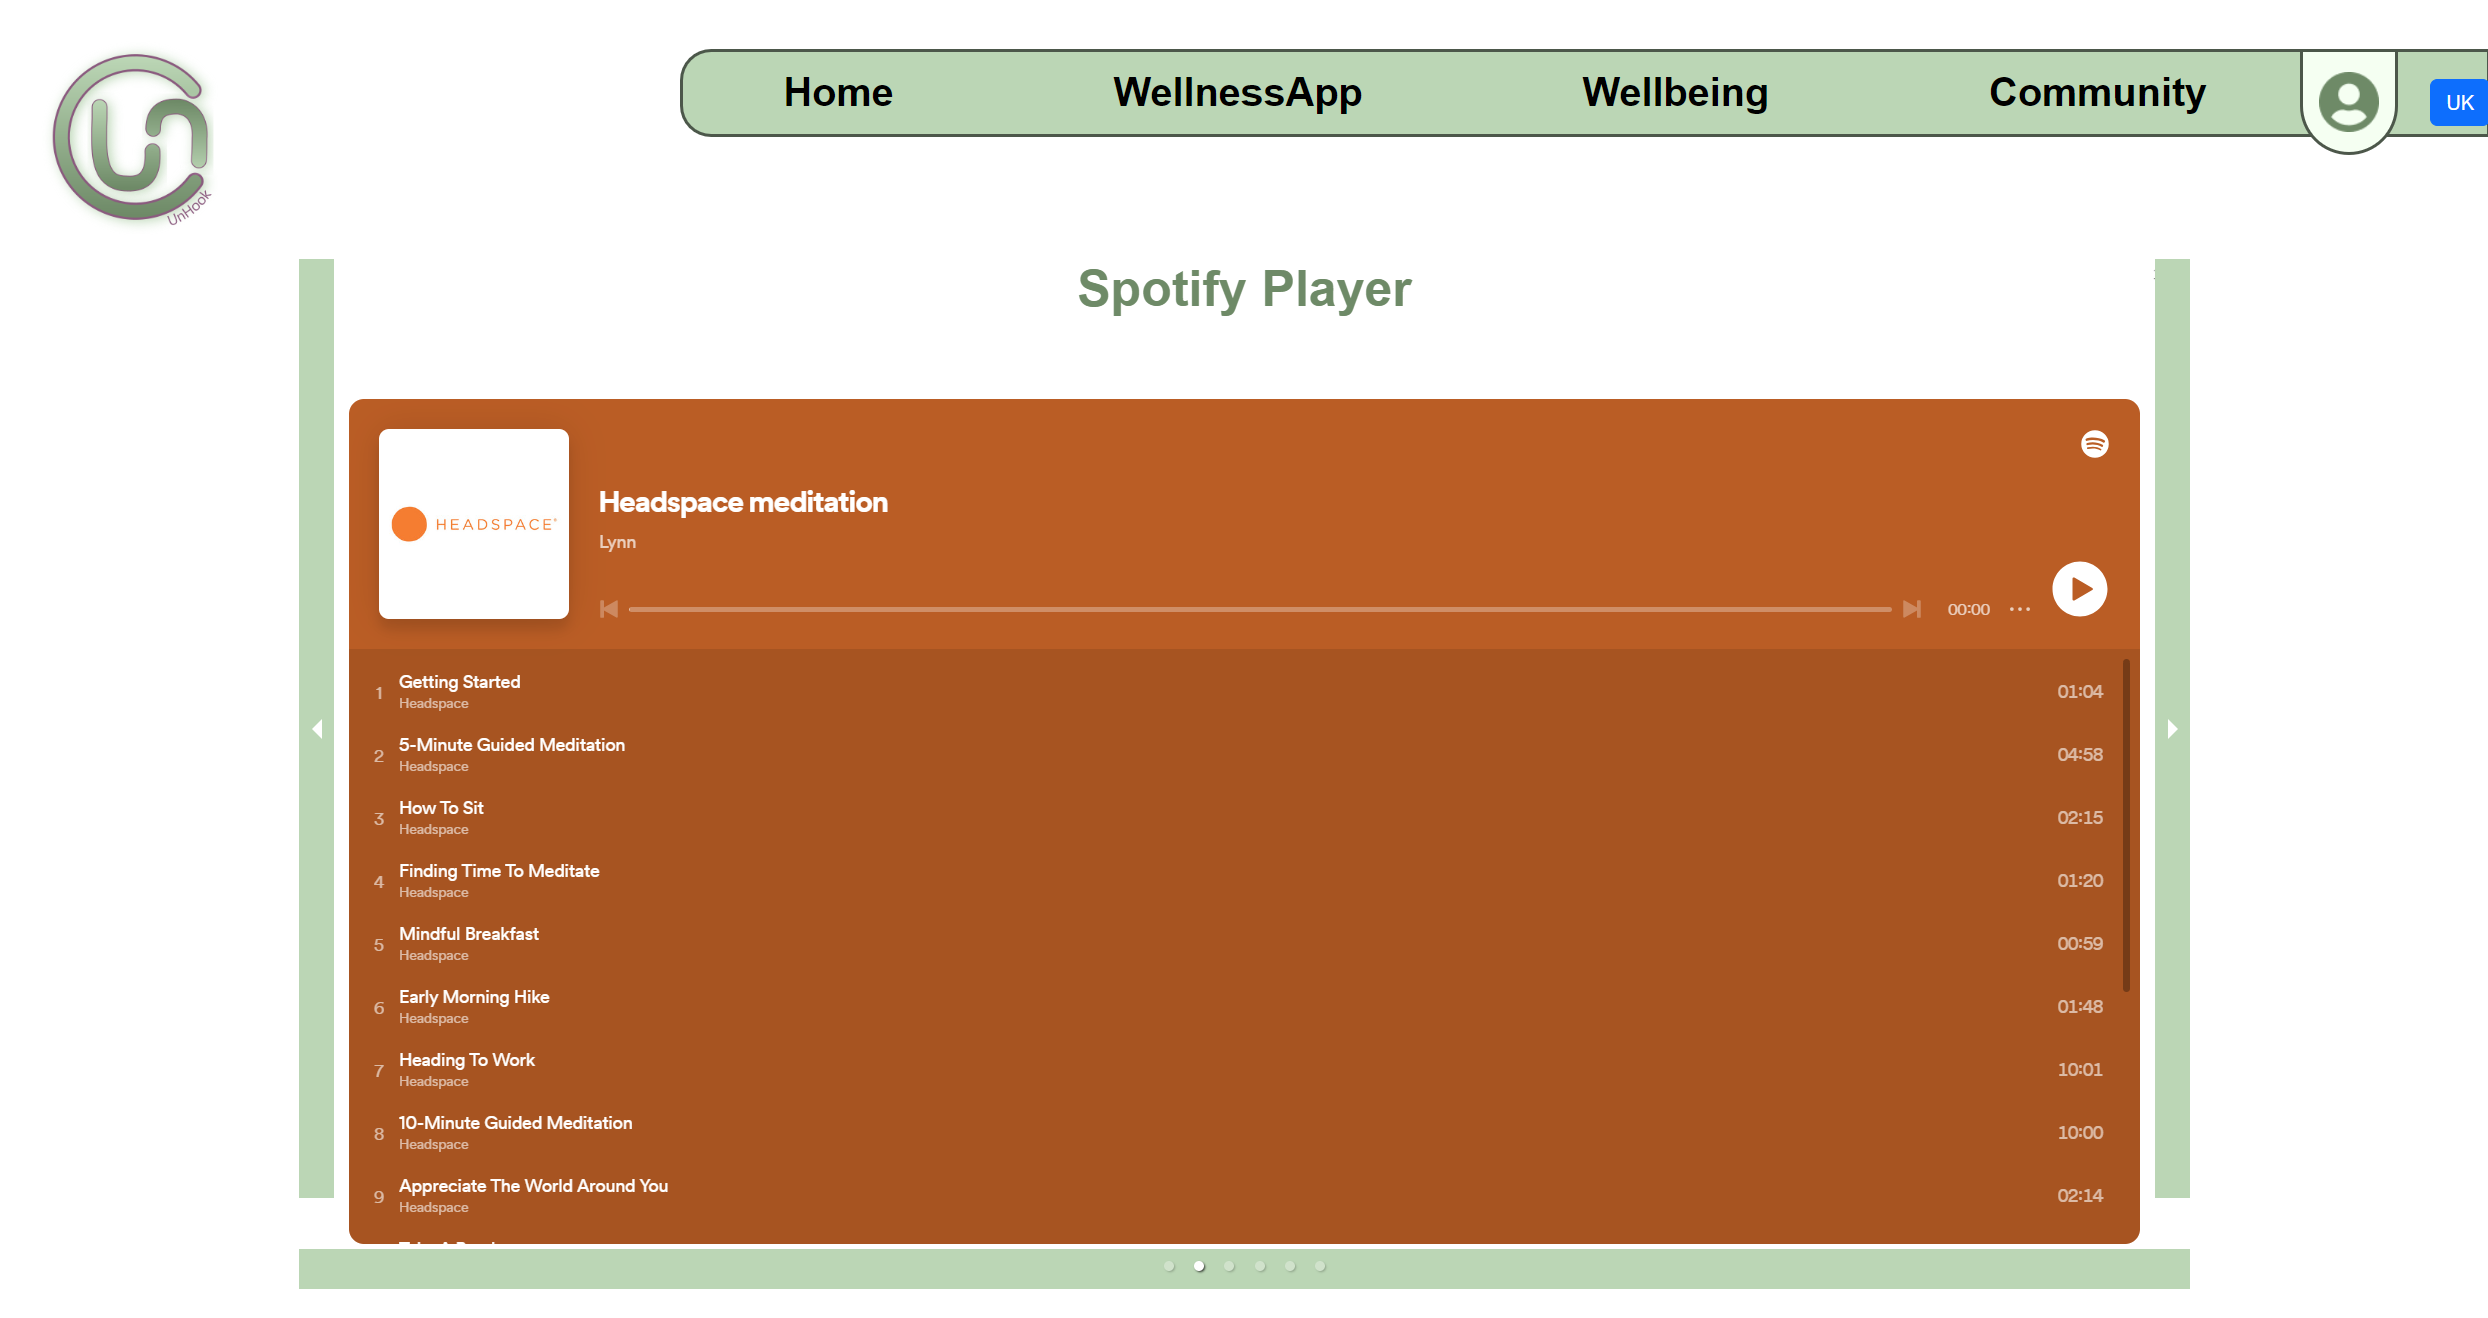 Home
WellnessApp
Wellbeing
Community
UK
UnHook
Spotify Player
HEADSPACE
Headspace meditation
Lynn
00:00
1
Getting Started
Headspace
01:04
2
5-Minute Guided Meditation
Headspace
04:58
3
How To Sit
Headspace
02:15
4
Finding Time To Meditate
Headspace
01:20
5
Mindful Breakfast
Headspace
00:59
6
Early Morning Hike
Headspace
01:48
7
Heading To Work
Headspace
10:01
8
10-Minute Guided Meditation
Headspace
10:00
9
Appreciate The World Around You
Headspace
02:14